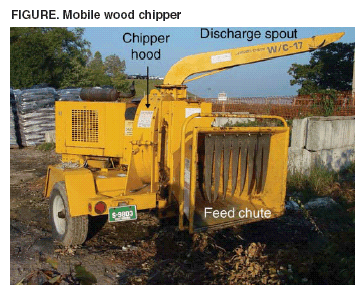 FIGURE. Mobile wood chipper
Chipper
hood
Discharge spout
W/C-17
Feed chute